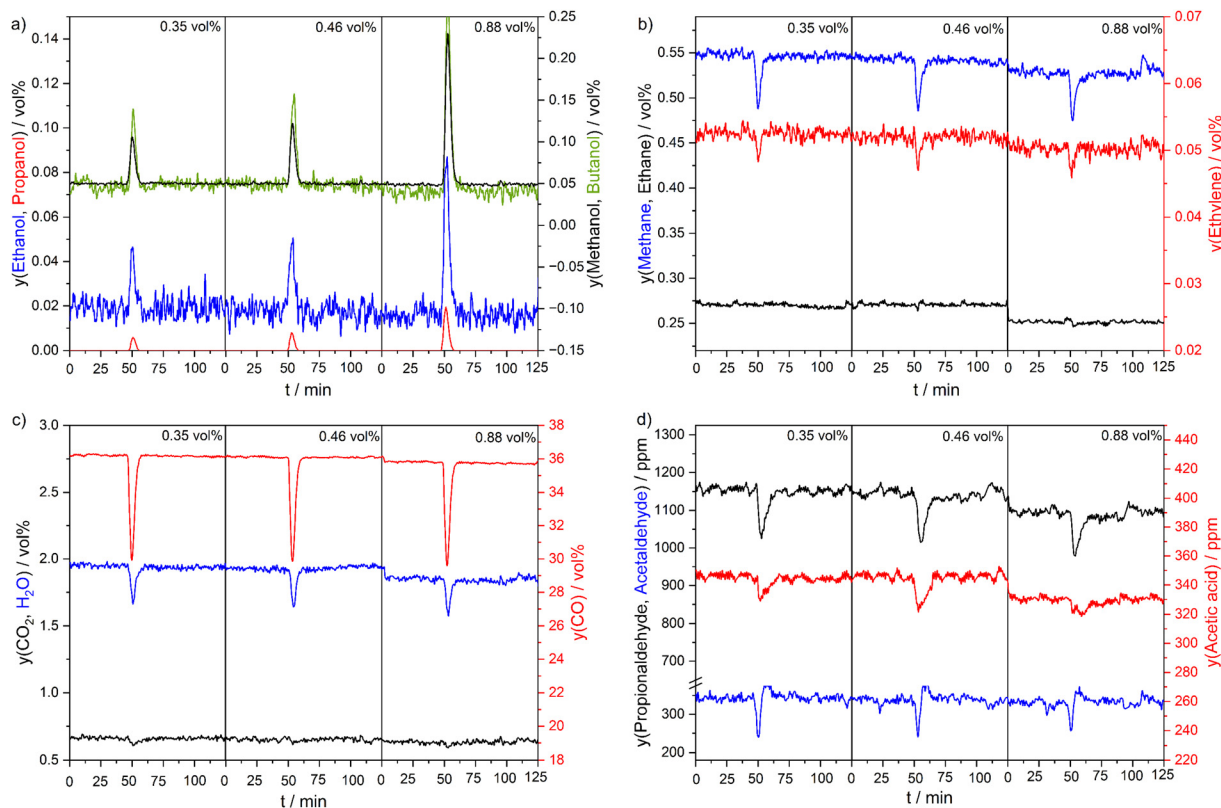 a)
0.35 vol%
0.46 vol%
0.88 vol%
y(Ethanol, Propanol) / vol%
0.14
0.12
0.10
0.08
0.06
0.04
0.02
0.00
0.25
0.20
0.15
0.10
0.05
0.00
−0.05
−0.10
−0.15
y(Methanol, Butanol) / vol%
0 25 50 75 100 0 25 50 75 100 0 25 50 75 100 125
t / min
b)
0.35 vol%
0.46 vol%
0.88 vol%
y(Methane, Ethane) / vol%
0.55
0.50
0.45
0.40
0.35
0.30
0.25
0.07
0.06
0.05
0.04
0.03
0.02
y(Ethylene) / vol%
0 25 50 75 100 0 25 50 75 100 0 25 50 75 100 125
t / min
c)
0.35 vol%
0.46 vol%
0.88 vol%
y(CO₂, H₂O) / vol%
3.0
2.5
2.0
1.5
1.0
0.5
38
36
34
32
30
28
26
24
22
20
19
18
y(CO) / vol%
0 25 50 75 100 0 25 50 75 100 0 25 50 75 100 125
t / min
d)
0.35 vol%
0.46 vol%
0.88 vol%
y(Propionaldehyde, Acetaldehyde) / ppm
1300
1200
1100
1000
900
800
700
300
200
450
400
380
360
340
320
300
280
260
240
220
y(Acetic acid) / ppm
0 25 50 75 100 0 25 50 75 100 0 25 50 75 100 125
t / min